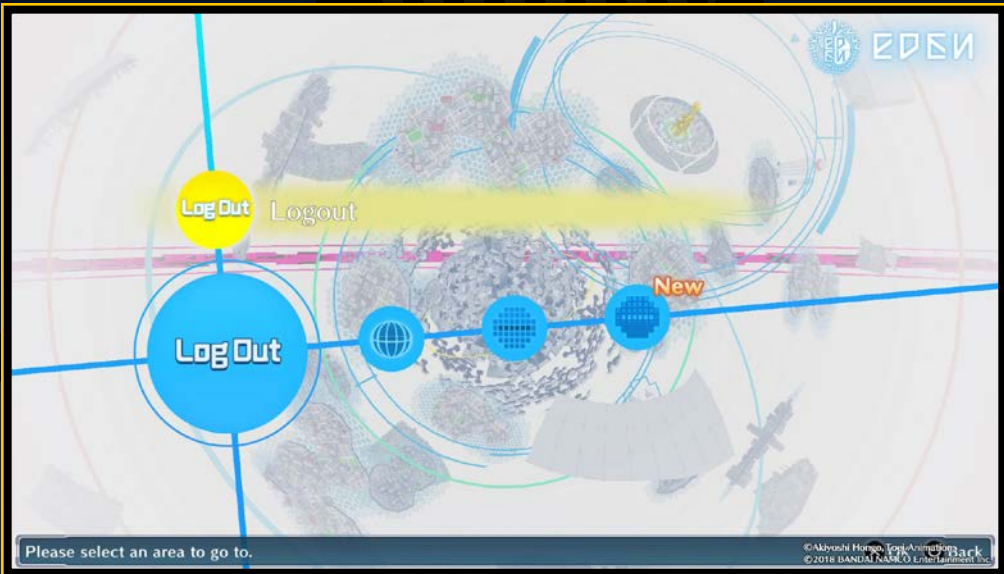 EDEN
Log Out Logout
New
Log Out
Please select an area to go to.
©Akiyoshi Hongo, Toei Animation
©2018 BANDAI NAMCO Entertainment Inc.
OK Back